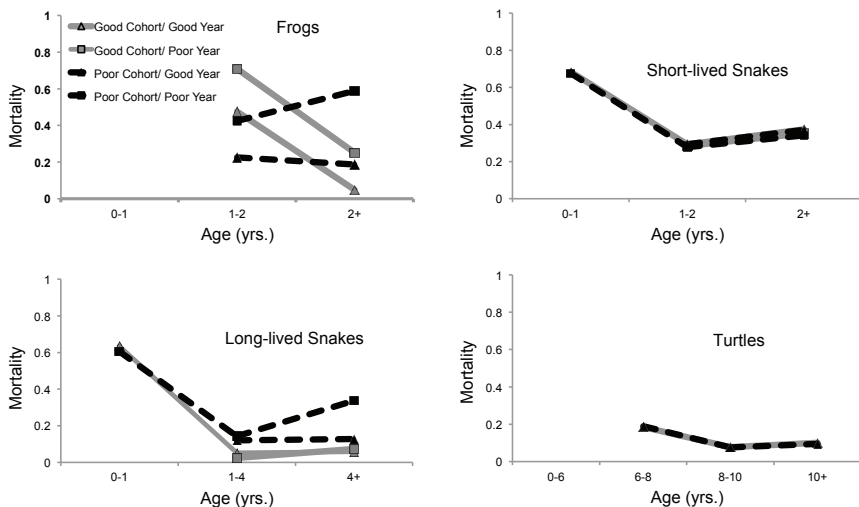 Frogs
Good Cohort/ Good Year
Good Cohort/ Poor Year
Poor Cohort/ Good Year
Poor Cohort/ Poor Year
1
0.8
0.6
0.4
0.2
0
Mortality
0-1
1-2
2+
Age (yrs.)
Short-lived Snakes
1
0.8
0.6
0.4
0.2
0
Mortality
0-1
1-2
2+
Age (yrs.)
Long-lived Snakes
1
0.8
0.6
0.4
0.2
0
Mortality
0-1
1-4
4+
Age (yrs.)
Turtles
1
0.8
0.6
0.4
0.2
0
Mortality
0-6
6-8
8-10
10+
Age (yrs.)